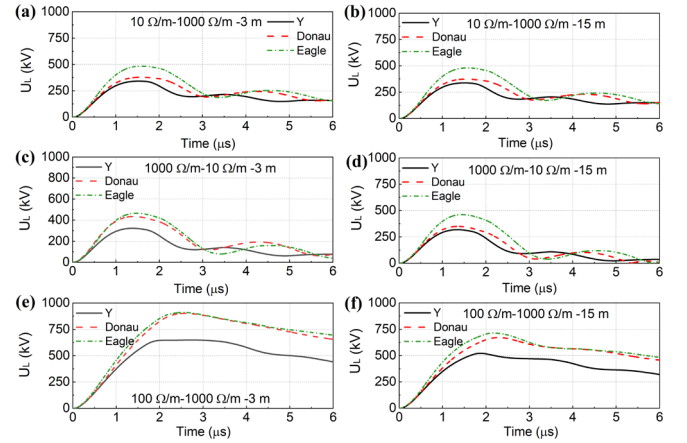 (a)
10 Ω/m-1000 Ω/m -3 m
Y
Donau
Eagle
U_L (kV)
1000
750
500
250
0
0 1 2 3 4 5 6
Time (μs)
(b)
10 Ω/m-1000 Ω/m -15 m
Y
Donau
Eagle
U_L (kV)
1000
750
500
250
0
0 1 2 3 4 5 6
Time (μs)
(c)
1000 Ω/m-10 Ω/m -3 m
Y
Donau
Eagle
U_L (kV)
1000
800
600
400
200
0
0 1 2 3 4 5 6
Time (μs)
(d)
1000 Ω/m-10 Ω/m -15 m
Y
Donau
Eagle
U_L (kV)
1000
750
500
250
0
0 1 2 3 4 5 6
Time (μs)
(e)
Y
Donau
Eagle
100 Ω/m-1000 Ω/m -3 m
U_L (kV)
1000
750
500
250
0
0 1 2 3 4 5 6
Time (μs)
(f)
100 Ω/m-1000 Ω/m -15 m
Y
Donau
Eagle
U_L (kV)
1000
750
500
250
0
0 1 2 3 4 5 6
Time (μs)